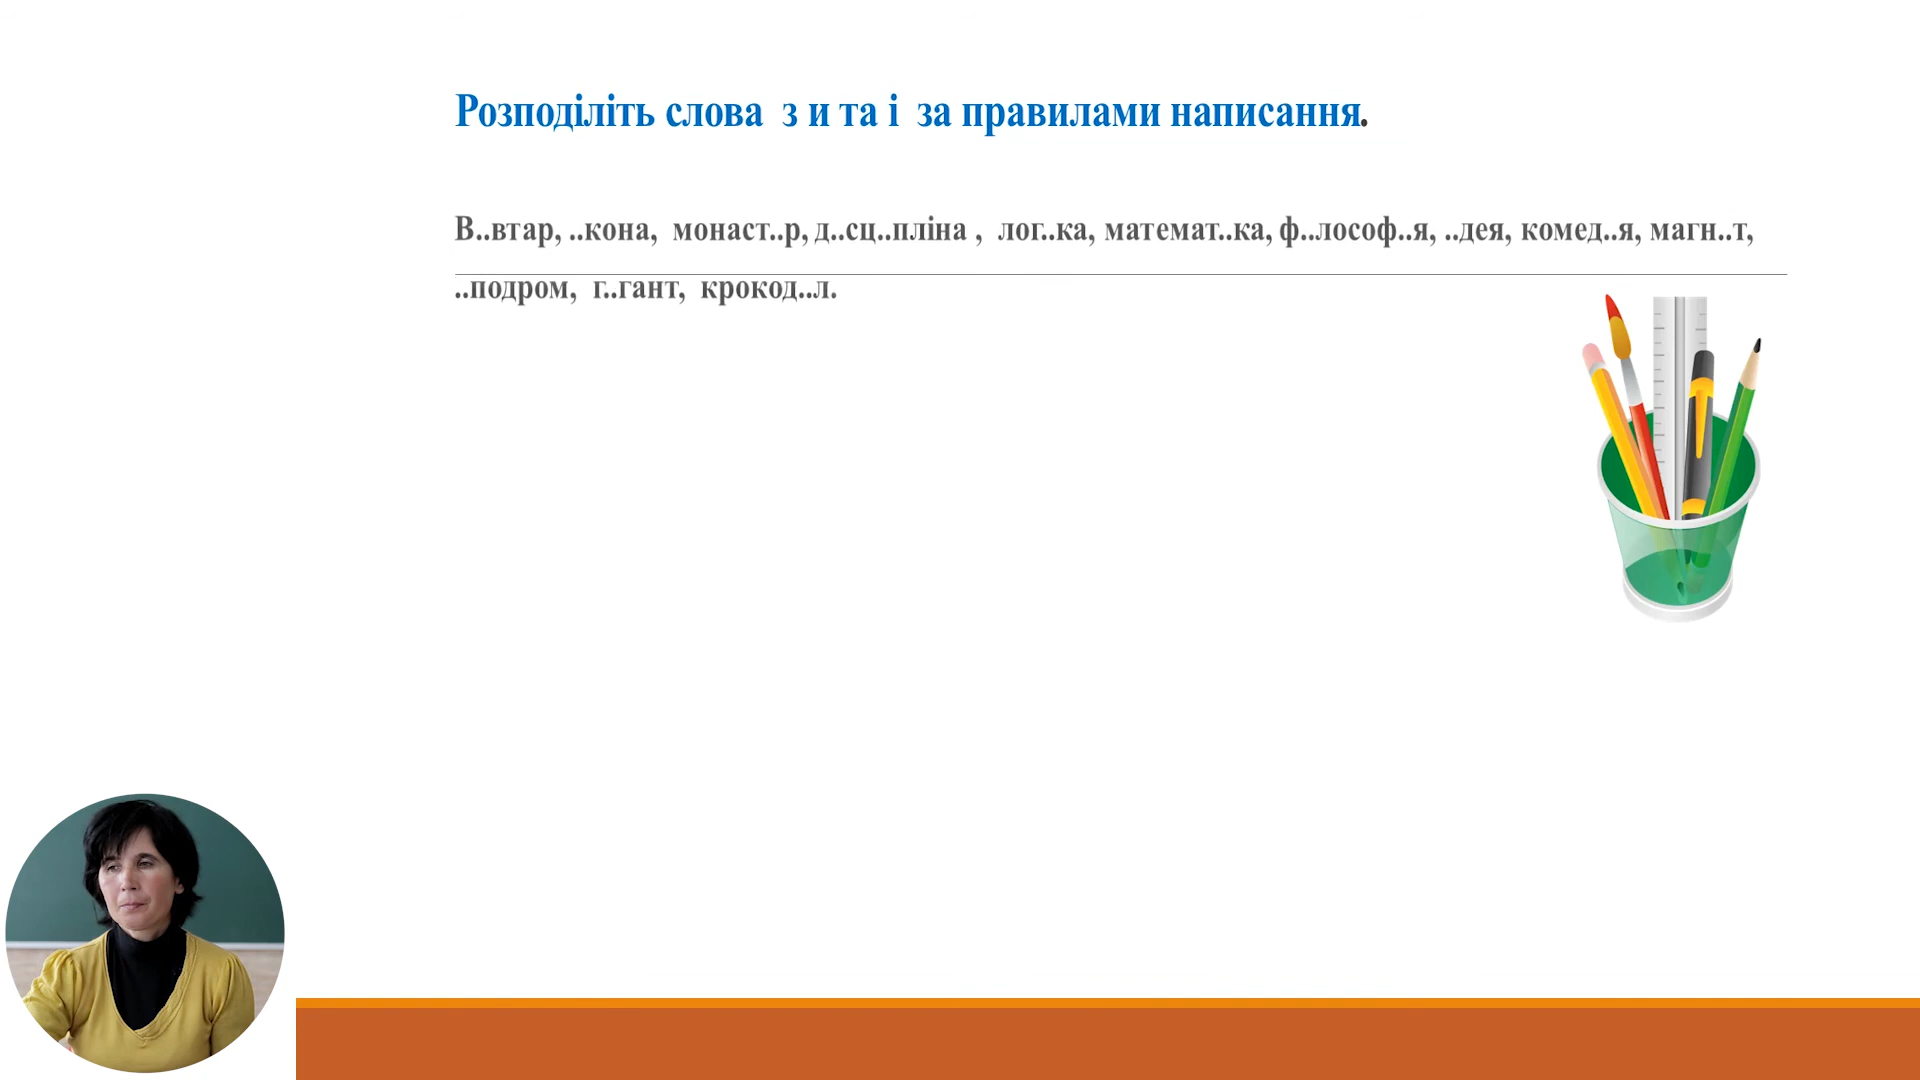 Розподіліть слова з и та і за правилами написання.
В..втар, ..кона, монаст..р, д..сц..пліна , лог..ка, математ..ка, ф..лософ..я, ..дея, комед..я, магн..т,
..подром, г..гант, крокод..л.